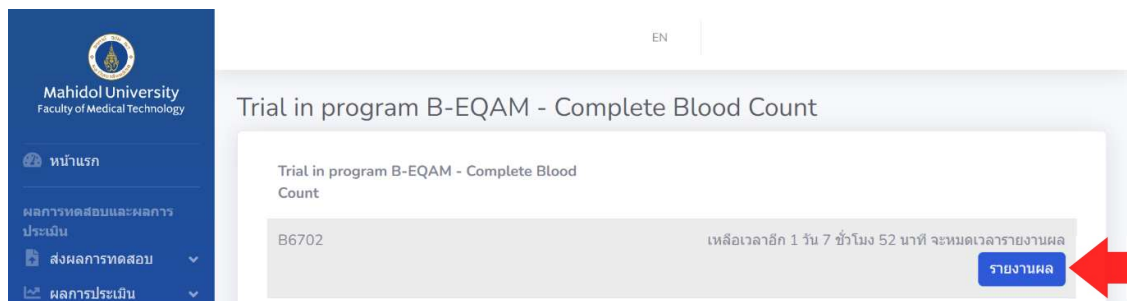 EN
Mahidol University
Faculty of Medical Technology
Trial in program B-EQAM - Complete Blood Count
หน้าแรก
Trial in program B-EQAM - Complete Blood
Count
ผลการทดสอบและผลการ
ประเมิน
B6702
เหลือเวลาอีก 1 วัน 7 ชั่วโมง 52 นาที จะหมดเวลารายงานผล
ส่งผลการทดสอบ
รายงานผล
ผลการประเมิน